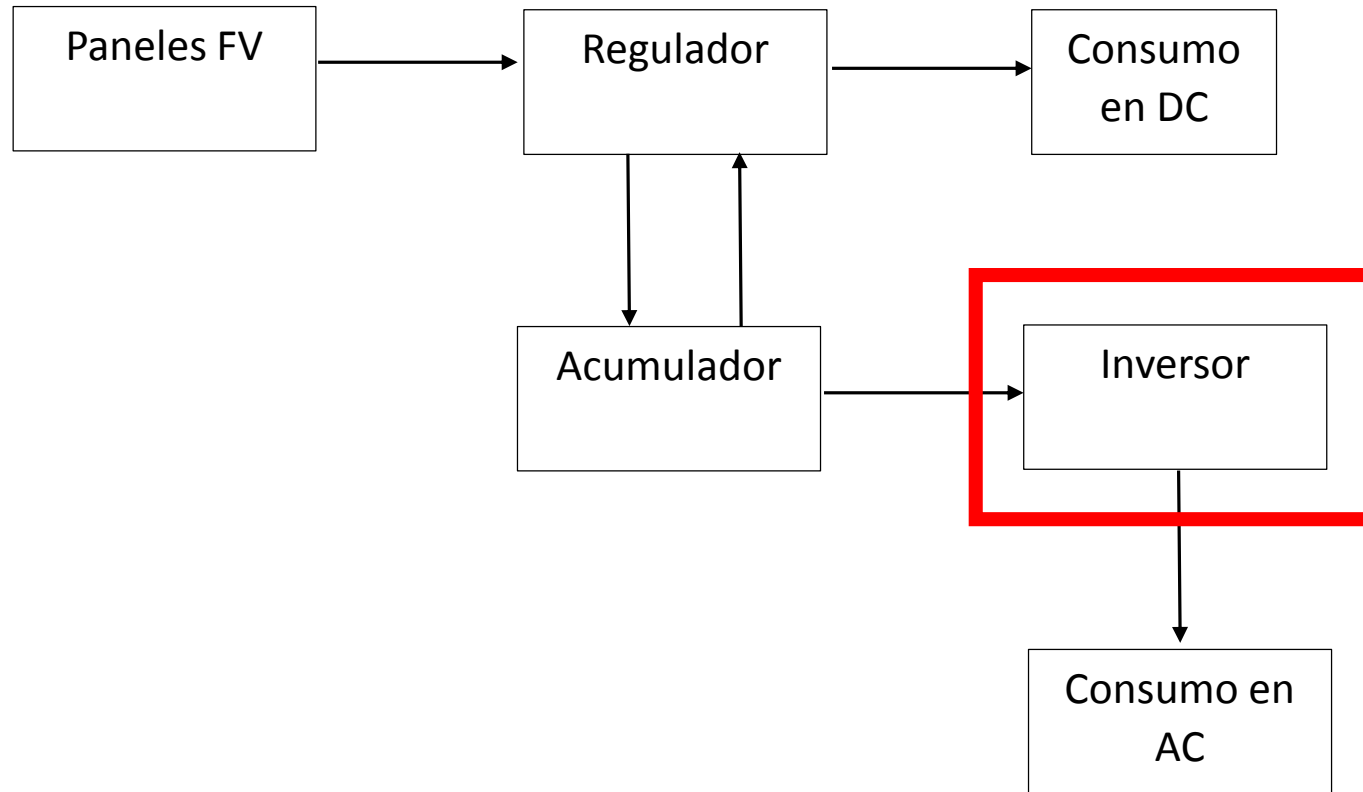 Paneles FV
Regulador
Consumo
en DC
Acumulador
Inversor
Consumo en
AC